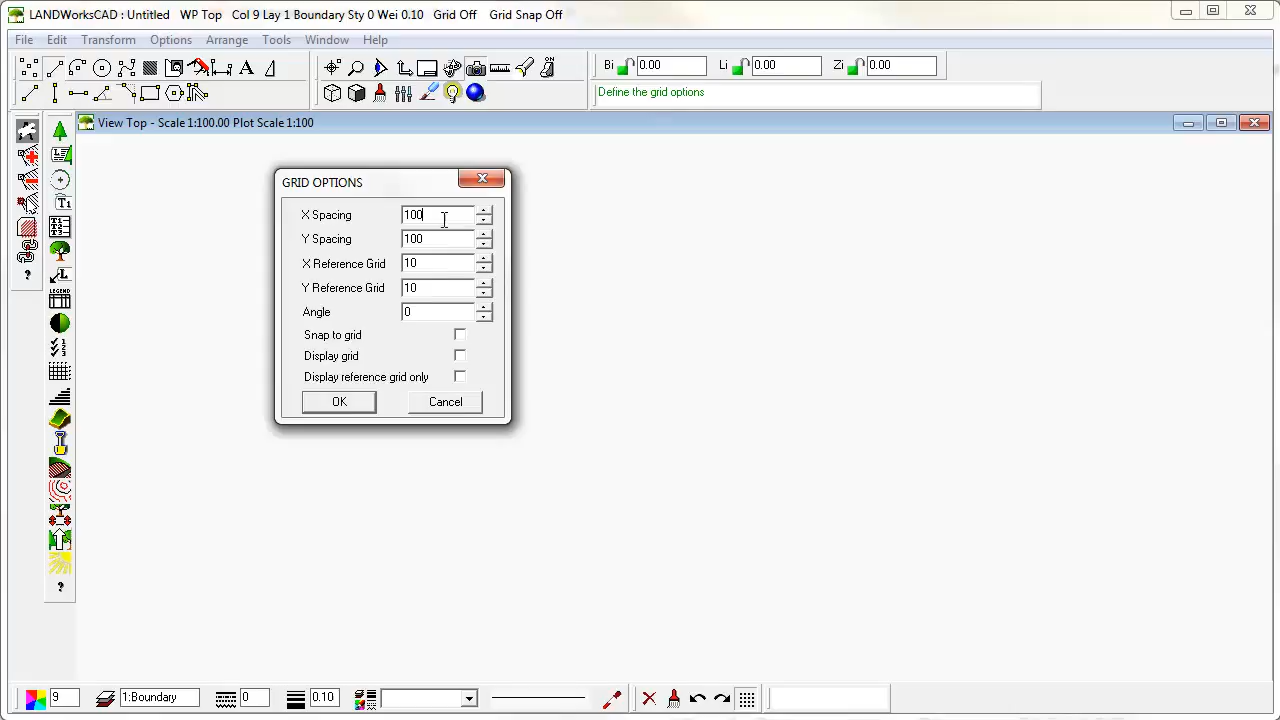 LANDWorksCAD : Untitled WP Top Col 9 Lay 1 Boundary Sty 0 Wei 0.10 Grid Off Grid Snap Off
File Edit Transform Options Arrange Tools Window Help
Bi 0.00 Li 0.00 Zi 0.00
Define the grid options
View Top - Scale 1:100.00 Plot Scale 1:100
GRID OPTIONS
X Spacing 100
Y Spacing 100
X Reference Grid 10
Y Reference Grid 10
Angle 0
Snap to grid
Display grid
Display reference grid only
OK Cancel
9 1:Boundary 0 0.10